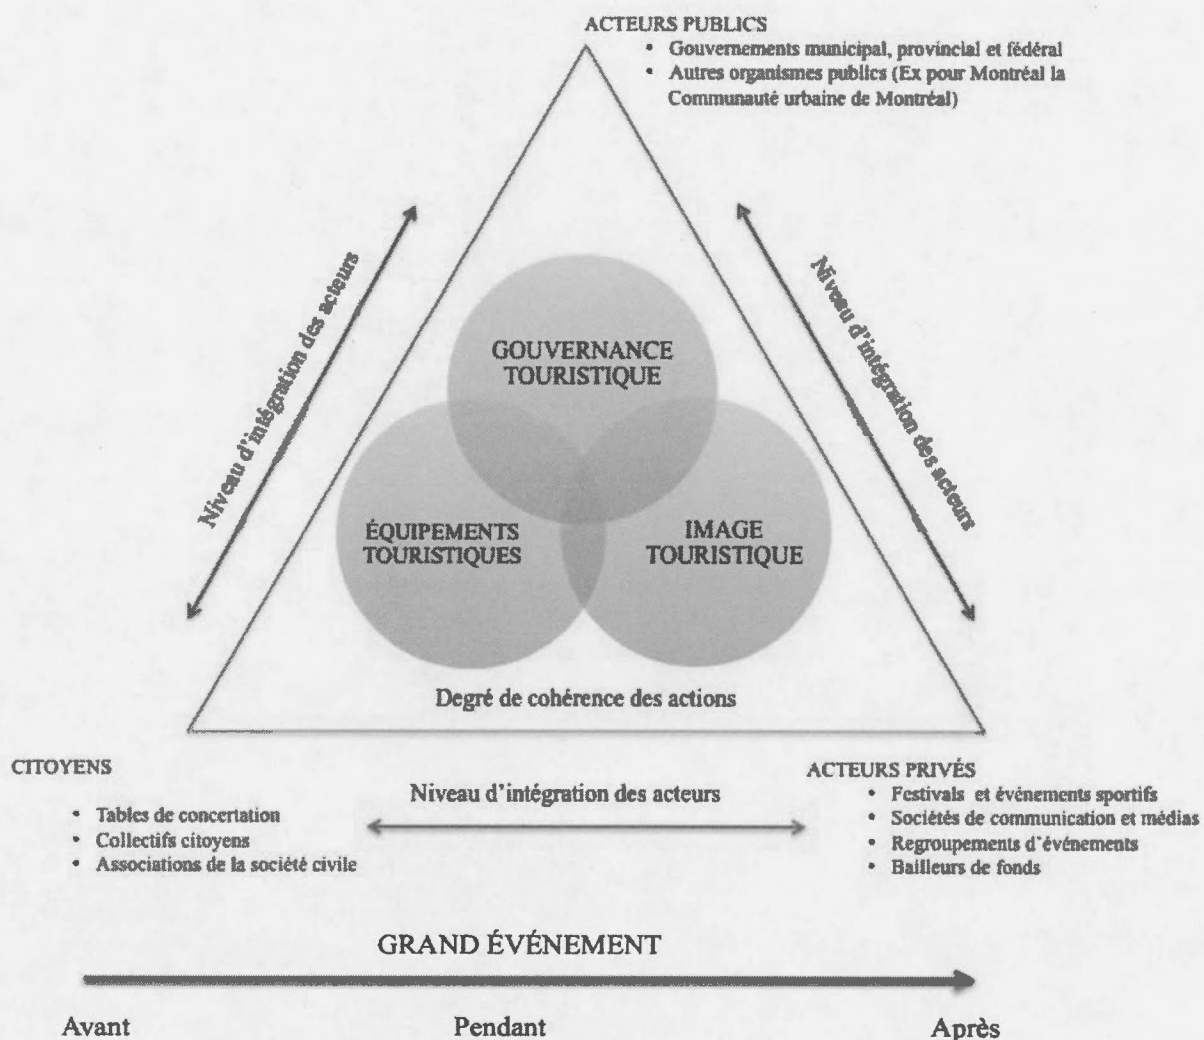 ACTEURS PUBLICS
• Gouvernements municipal, provincial et fédéral
• Autres organismes publics (Ex pour Montréal la
Communauté urbaine de Montréal)
Niveau d'intégration des acteurs
Niveau d'intégration des acteurs
GOUVERNANCE
TOURISTIQUE
ÉQUIPEMENTS
TOURISTIQUES
IMAGE
TOURISTIQUE
Degré de cohérence des actions
CITOYENS
• Tables de concertation
• Collectifs citoyens
• Associations de la société civile
Niveau d'intégration des acteurs
ACTEURS PRIVÉS
• Festivals et événements sportifs
• Sociétés de communication et médias
• Regroupements d'événements
• Bailleurs de fonds
GRAND ÉVÉNEMENT
Avant
Pendant
Après